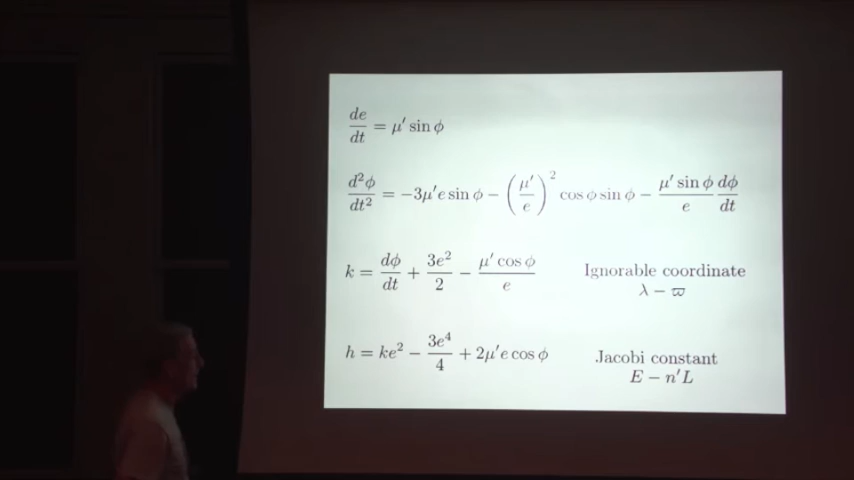 de/dt = μ′ sin ϕ
d²ϕ/dt² = −3μ′e sin ϕ − (μ′/e)² cos ϕ sin ϕ − (μ′ sin ϕ/e) dϕ/dt
k = dϕ/dt + 3e²/2 − μ′ cos ϕ/e Ignorable coordinate
λ − ϖ
h = ke² − 3e⁴/4 + 2μ′e cos ϕ Jacobi constant
E − n′L